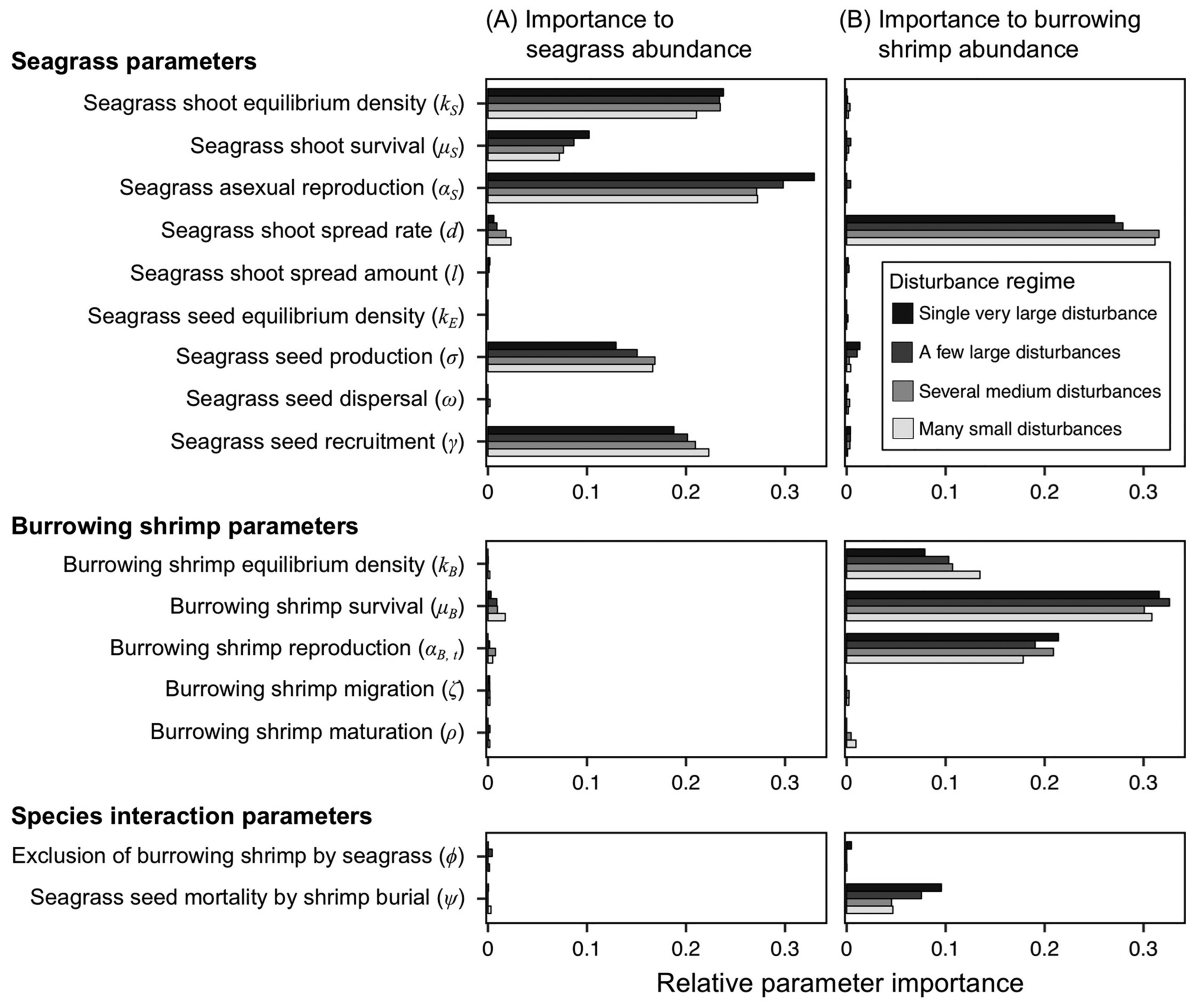 (A) Importance to
seagrass abundance
(B) Importance to burrowing
shrimp abundance
Seagrass parameters
Seagrass shoot equilibrium density (kS)
Seagrass shoot survival (μS)
Seagrass asexual reproduction (αS)
Seagrass shoot spread rate (d)
Seagrass shoot spread amount (l)
Seagrass seed equilibrium density (kE)
Seagrass seed production (σ)
Seagrass seed dispersal (ω)
Seagrass seed recruitment (γ)
Disturbance regime
Single very large disturbance
A few large disturbances
Several medium disturbances
Many small disturbances
0 0.1 0.2 0.3
0 0.1 0.2 0.3
Burrowing shrimp parameters
Burrowing shrimp equilibrium density (kB)
Burrowing shrimp survival (μB)
Burrowing shrimp reproduction (αB, t)
Burrowing shrimp migration (ζ)
Burrowing shrimp maturation (ρ)
0 0.1 0.2 0.3
0 0.1 0.2 0.3
Species interaction parameters
Exclusion of burrowing shrimp by seagrass (ϕ)
Seagrass seed mortality by shrimp burial (ψ)
0 0.1 0.2 0.3
0 0.1 0.2 0.3
Relative parameter importance